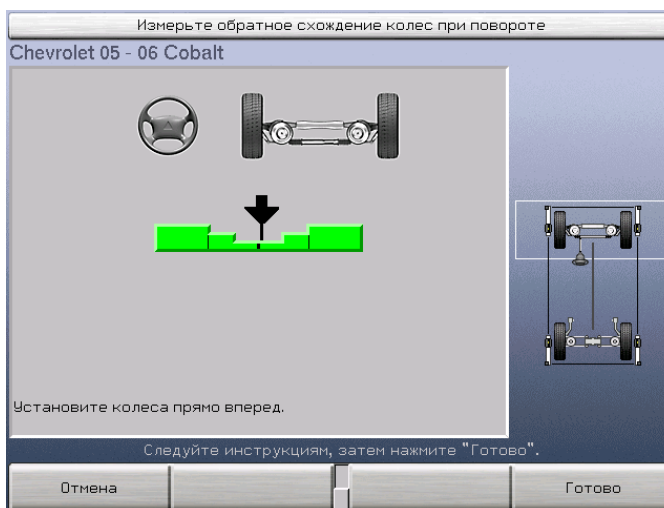 Измерьте обратное схождение колес при повороте
Chevrolet 05 - 06 Cobalt
Установите колеса прямо вперед.
Следуйте инструкциям, затем нажмите "Готово".
Отмена
Готово